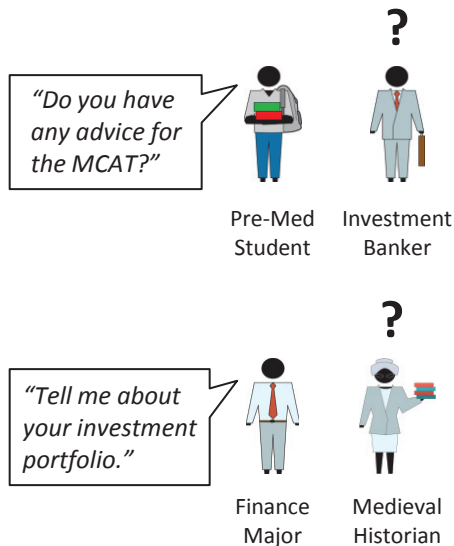 ?
“Do you have
any advice for
the MCAT?”
Pre-Med
Student
Investment
Banker
?
“Tell me about
your investment
portfolio.”
Finance
Major
Medieval
Historian